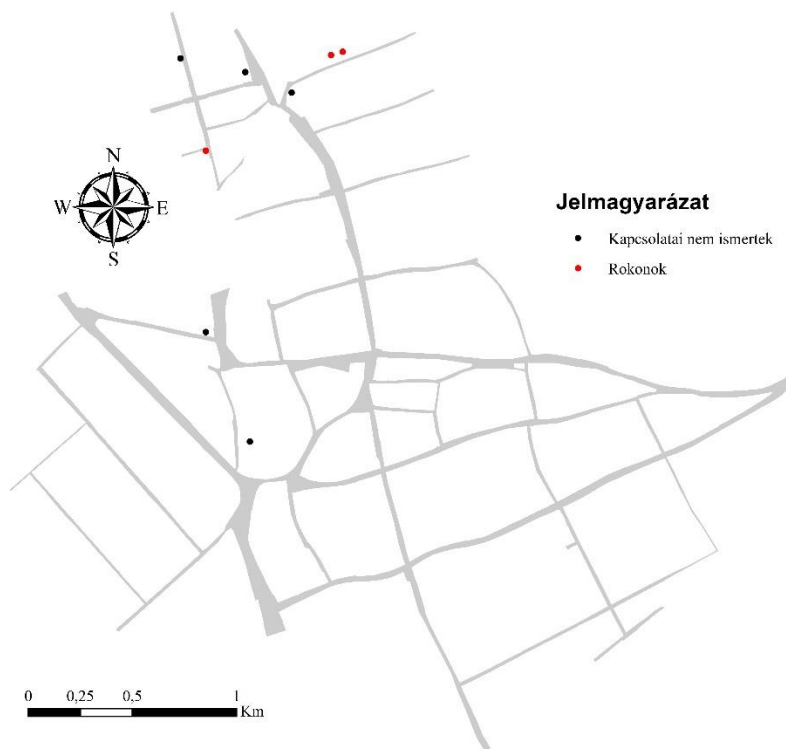 N
W E
S
Jelmagyarázat
Kapcsolatai nem ismertek
Rokonok
0 0,25 0,5 1
Km